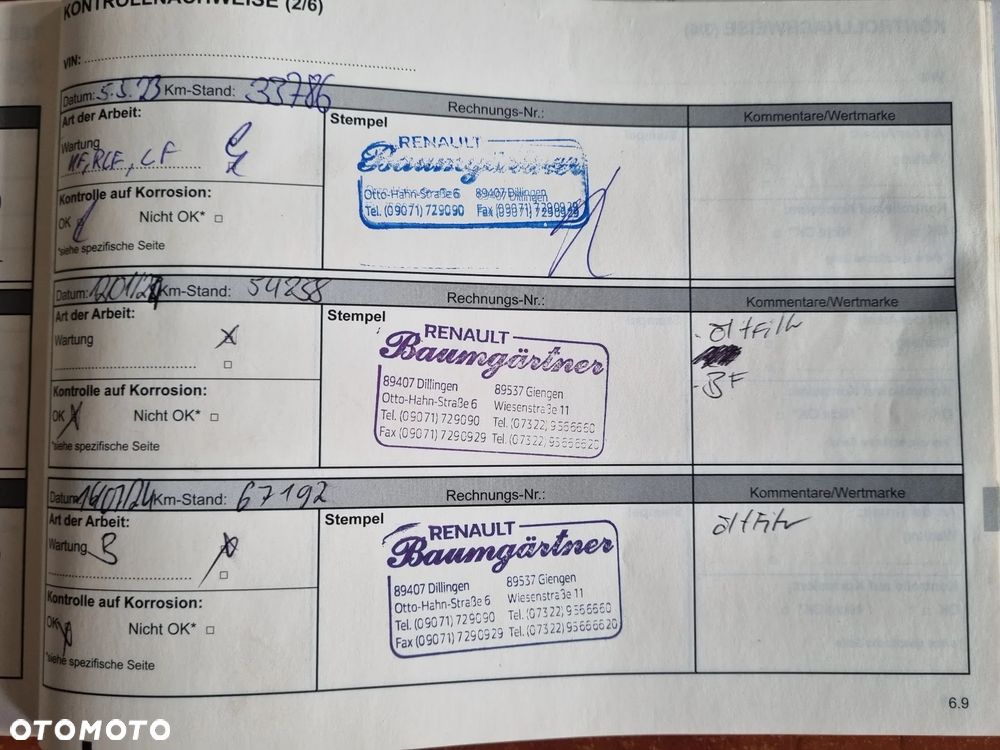 KONTROLLNACHWEISE (2/6)
VIN:
Datum: 5.5.23 Km-Stand: 33786 Rechnungs-Nr.: Kommentare/Wertmarke
Art der Arbeit: Stempel
Wartung
RENAULT
Baumgärtner
Otto-Hahn-Straße 6 89407 Dillingen
Tel. (09071) 729090 Fax (09071) 7290929
Kontrolle auf Korrosion:
OK Nicht OK*
*siehe spezifische Seite
Datum: Km-Stand: 54258 Rechnungs-Nr.: Kommentare/Wertmarke
Art der Arbeit: Stempel
Wartung
RENAULT
Baumgärtner
89407 Dillingen 89537 Giengen
Otto-Hahn-Straße 6 Wiesenstraße 11
Tel. (09071) 729090 Tel. (07322) 9566660
Fax (09071) 7290929 Tel. (07322) 95666620
- BF
Kontrolle auf Korrosion:
OK Nicht OK*
*siehe spezifische Seite
Datum: 16/07/24 Km-Stand: 67192 Rechnungs-Nr.: Kommentare/Wertmarke
Art der Arbeit: Stempel
Wartung B
RENAULT
Baumgärtner
89407 Dillingen 89537 Giengen
Otto-Hahn-Straße 6 Wiesenstraße 11
Tel. (09071) 729090 Tel. (07322) 9566660
Fax (09071) 7290929 Tel. (07322) 95666620
Kontrolle auf Korrosion:
OK Nicht OK*
*siehe spezifische Seite
6.9
OTOMOTO